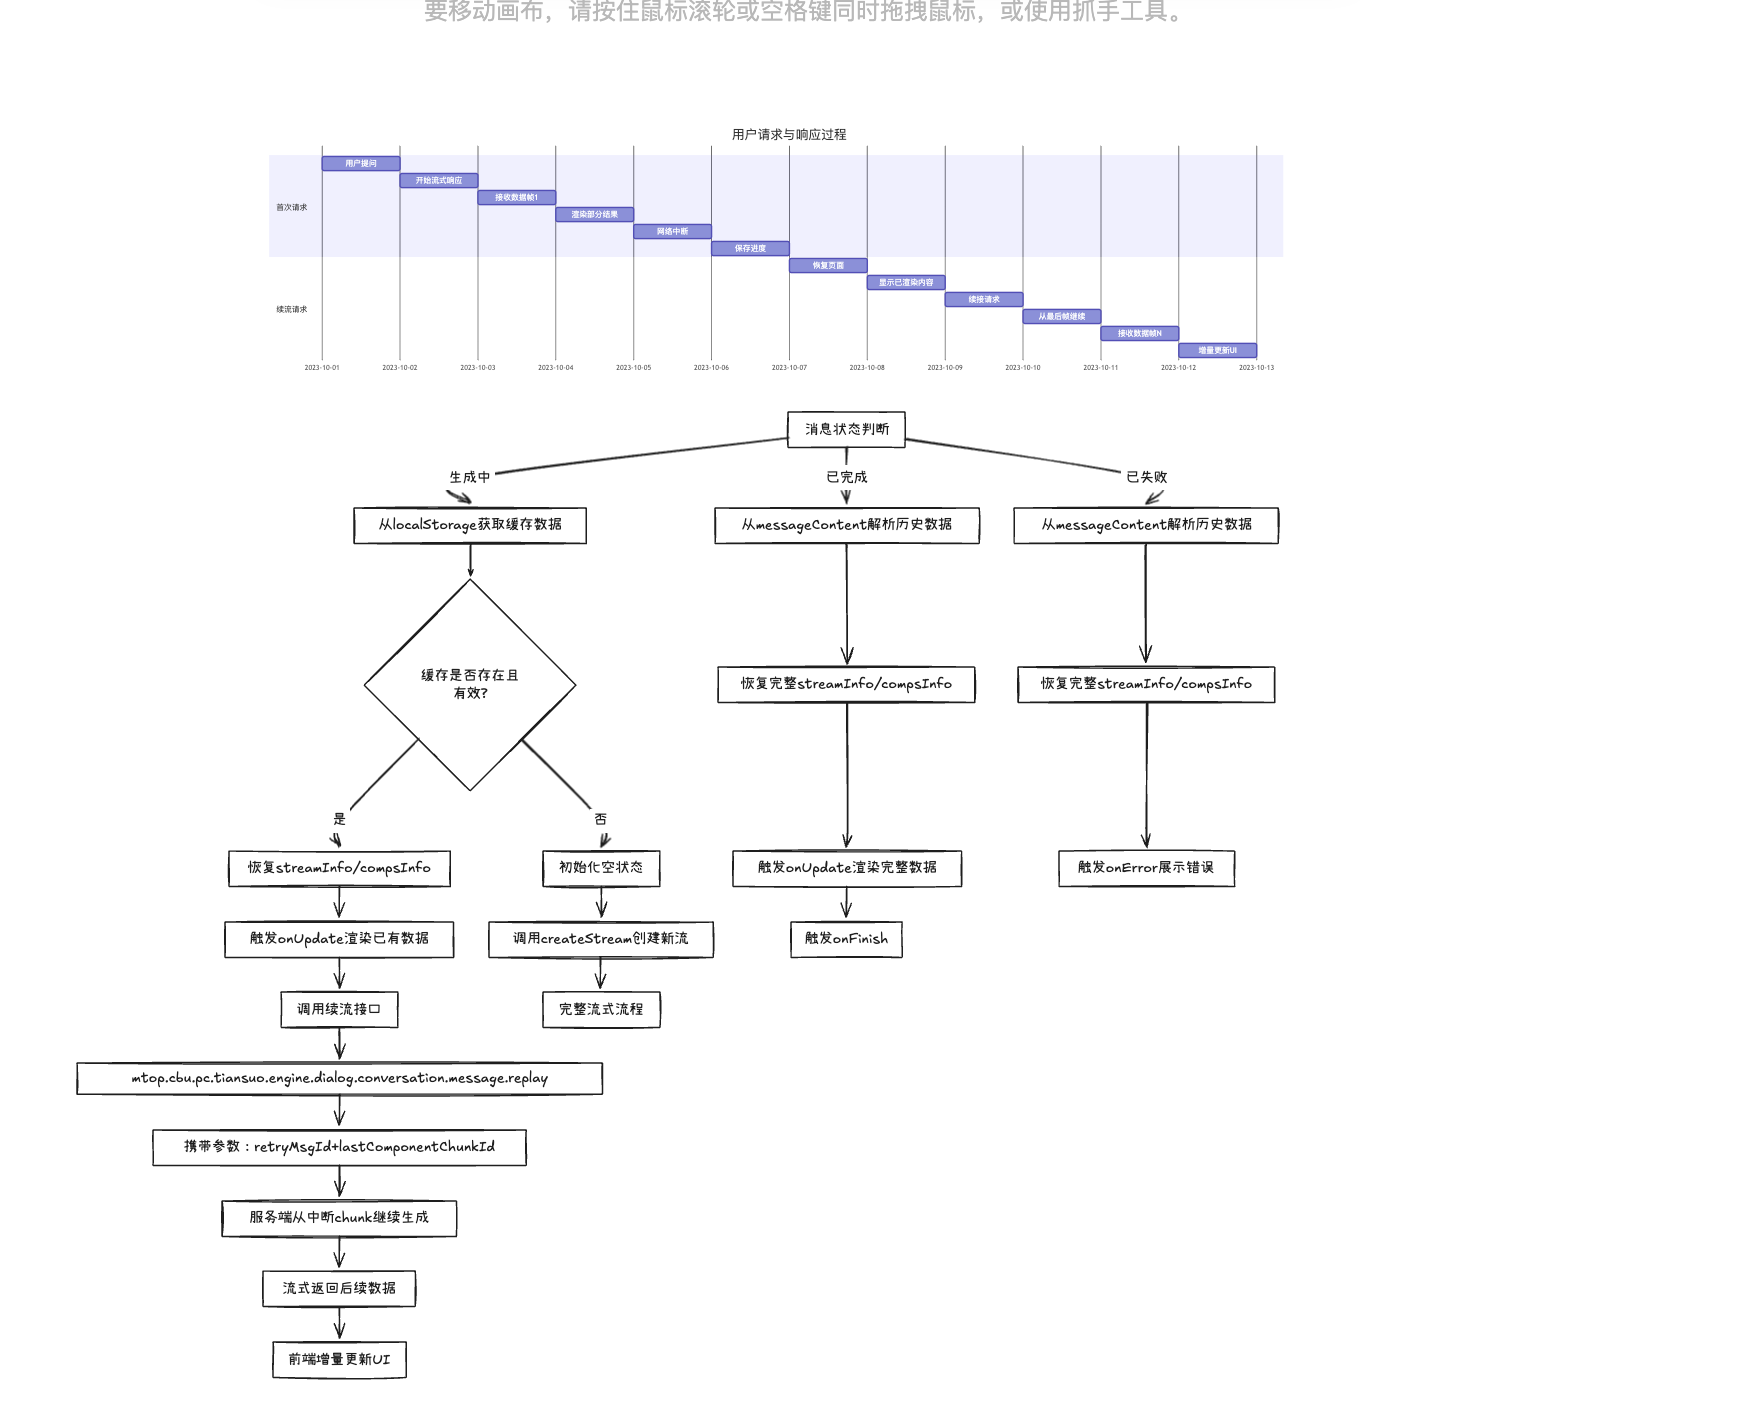 要移动画布，请按住鼠标滚轮或空格键同时拖拽鼠标，或使用抓手工具。
用户请求与响应过程
用户提问
开始流式响应
接收数据帧1
首次请求
渲染部分结果
网络中断
保存进度
恢复页面
显示已渲染内容
续接请求
续流请求
从最后帧继续
接收数据帧N
增量更新UI
2023-10-01 2023-10-02 2023-10-03 2023-10-04 2023-10-05 2023-10-06 2023-10-07 2023-10-08 2023-10-09 2023-10-10 2023-10-11 2023-10-12 2023-10-13
消息状态判断
生成中 已完成 已失败
从localStorage获取缓存数据 从messageContent解析历史数据 从messageContent解析历史数据
缓存是否存在且
有效?
恢复完整streamInfo/compsInfo 恢复完整streamInfo/compsInfo
是 否
恢复streamInfo/compsInfo 初始化空状态 触发onUpdate渲染完整数据 触发onError展示错误
触发onUpdate渲染已有数据 调用createStream创建新流 触发onFinish
调用续流接口 完整流式流程
mtop.cbu.pc.tiansuo.engine.dialog.conversation.message.replay
携带参数：retryMsgId+lastComponentChunkId
服务端从中断chunk继续生成
流式返回后续数据
前端增量更新UI